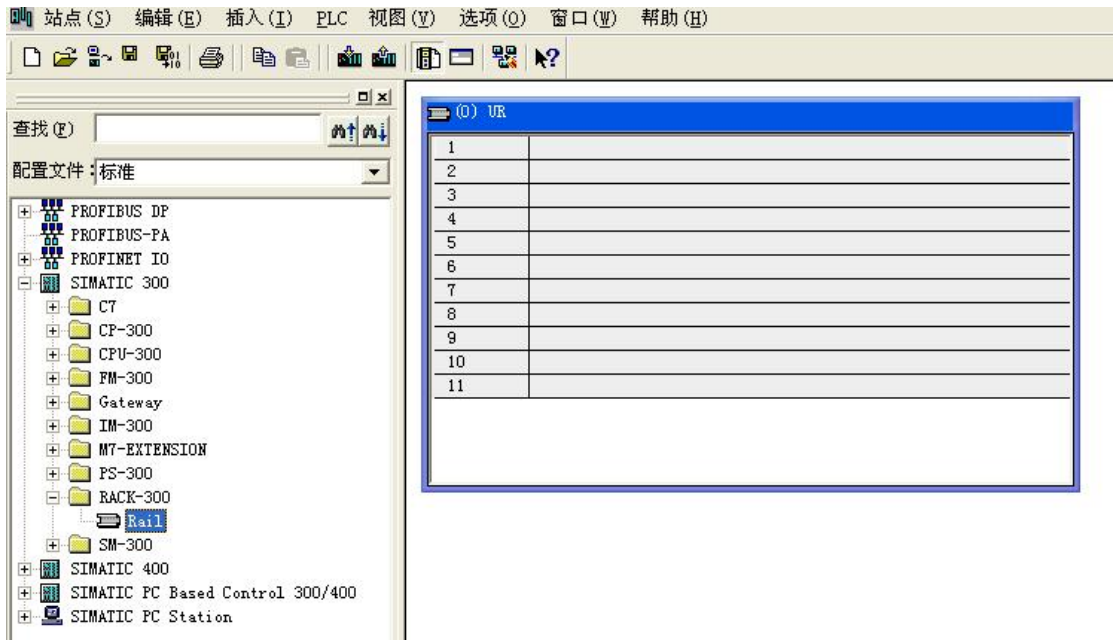 站点(S) 编辑(E) 插入(I) PLC 视图(V) 选项(O) 窗口(W) 帮助(H)
查找(F)
配置文件：标准
PROFIBUS DP
PROFIBUS-PA
PROFINET IO
SIMATIC 300
C7
CP-300
CPU-300
FM-300
Gateway
IM-300
M7-EXTENSION
PS-300
RACK-300
Rail
SM-300
SIMATIC 400
SIMATIC PC Based Control 300/400
SIMATIC PC Station
(0) UR
1
2
3
4
5
6
7
8
9
10
11